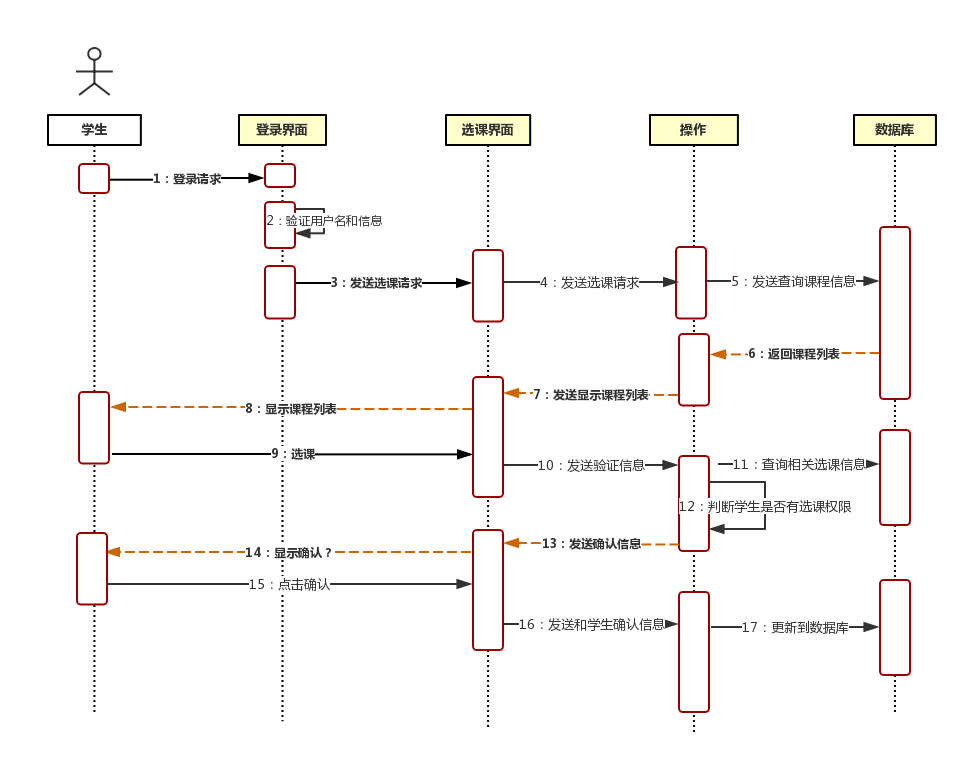 学生
登录界面
选课界面
操作
数据库
1：登录请求
2：验证用户名和信息
3：发送选课请求
4：发送选课请求
5：发送查询课程信息
6：返回课程列表
7：发送显示课程列表
8：显示课程列表
9：选课
10：发送验证信息
11：查询相关选课信息
12：判断学生是否有选课权限
13：发送确认信息
14：显示确认？
15：点击确认
16：发送和学生确认信息
17：更新到数据库